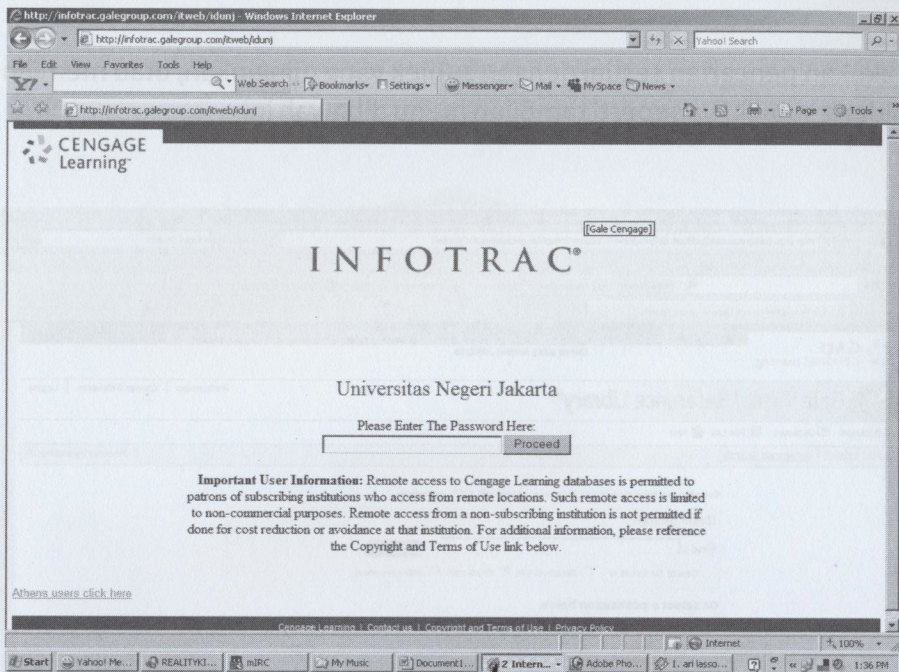 http://infotrac.galegroup.com/itweb/idunj - Windows Internet Explorer
http://infotrac.galegroup.com/itweb/idunj
Yahoo! Search
File Edit View Favorites Tools Help
Y7 Web Search Bookmarks Settings Messenger Mail MySpace News
http://infotrac.galegroup.com/itweb/idunj
Page Tools
CENGAGE
Learning™
[Gale Cengage]
INFOTRAC®
Universitas Negeri Jakarta
Please Enter The Password Here:
Proceed
Important User Information: Remote access to Cengage Learning databases is permitted to
patrons of subscribing institutions who access from remote locations. Such remote access is limited
to non-commercial purposes. Remote access from a non-subscribing institution is not permitted if
done for cost reduction or avoidance at that institution. For additional information, please reference
the Copyright and Terms of Use link below.
Athens users click here
Cengage Learning | Contact us | Copyright and Terms of Use | Privacy Policy
Internet 100%
Start Yahoo! Me... REALITYKI... mIRC My Music Document1... 2 Intern... Adobe Pho... 1. ari lasso... 1:36 PM